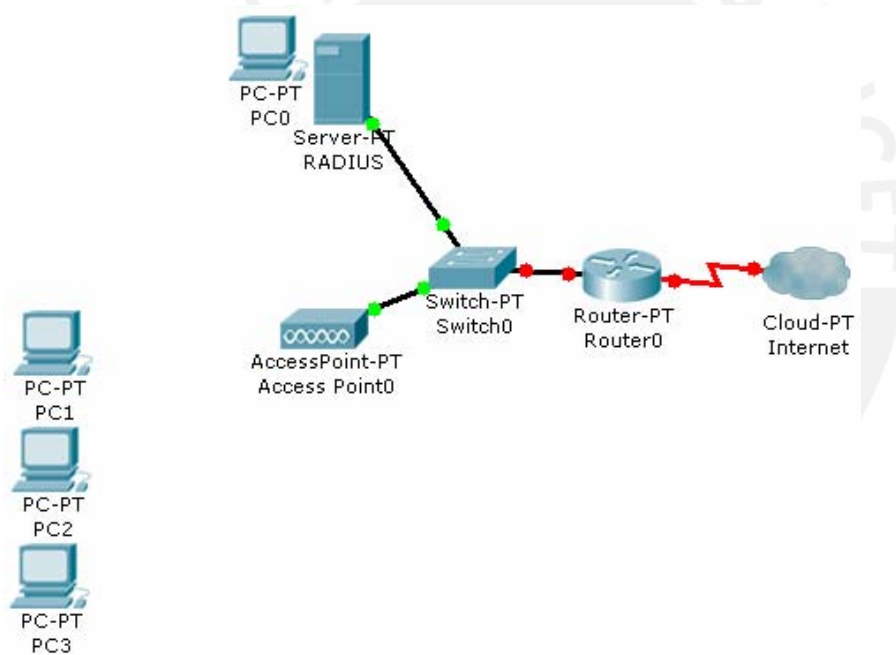 PC-PT
PC0
Server-PT
RADIUS
Switch-PT
Switch0
Router-PT
Router0
Cloud-PT
Internet
AccessPoint-PT
Access Point0
PC-PT
PC1
PC-PT
PC2
PC-PT
PC3